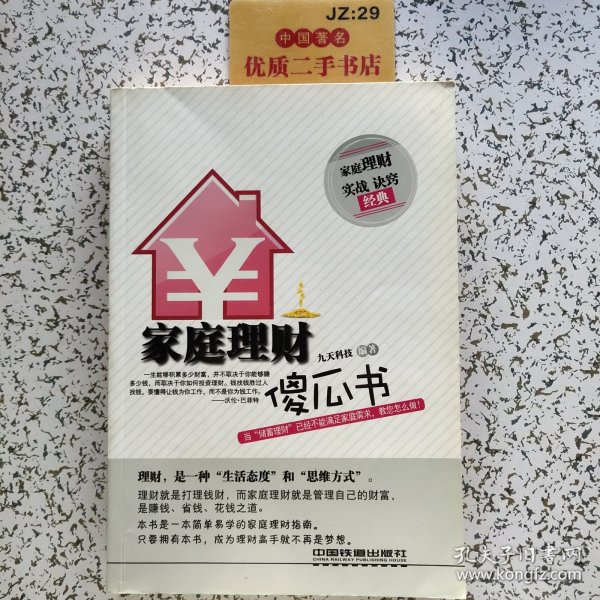 JZ:29
中国著名
优质二手书店
家庭理财
实战 诀窍
经典
¥
家庭理财
九天科技 编著
傻瓜书
一生能够积累多少财富，并不取决于你能够赚
多少钱，而取决于你如何投资理财。钱找钱胜过人
找钱，要懂得让钱为你工作，而不是你为钱工作。
——沃伦·巴菲特
当“储蓄理财”已经不能满足家庭需求，教您怎么做！
理财，是一种“生活态度”和“思维方式”。
理财就是打理钱财，而家庭理财就是管理自己的财富，
是赚钱、省钱、花钱之道。
本书是一本简单易学的家庭理财指南。
只要拥有本书，成为理财高手就不再是梦想。
中国铁道出版社
CHINA RAILWAY PUBLISHING HOUSE
孔夫子旧书网
www.kongfz.com